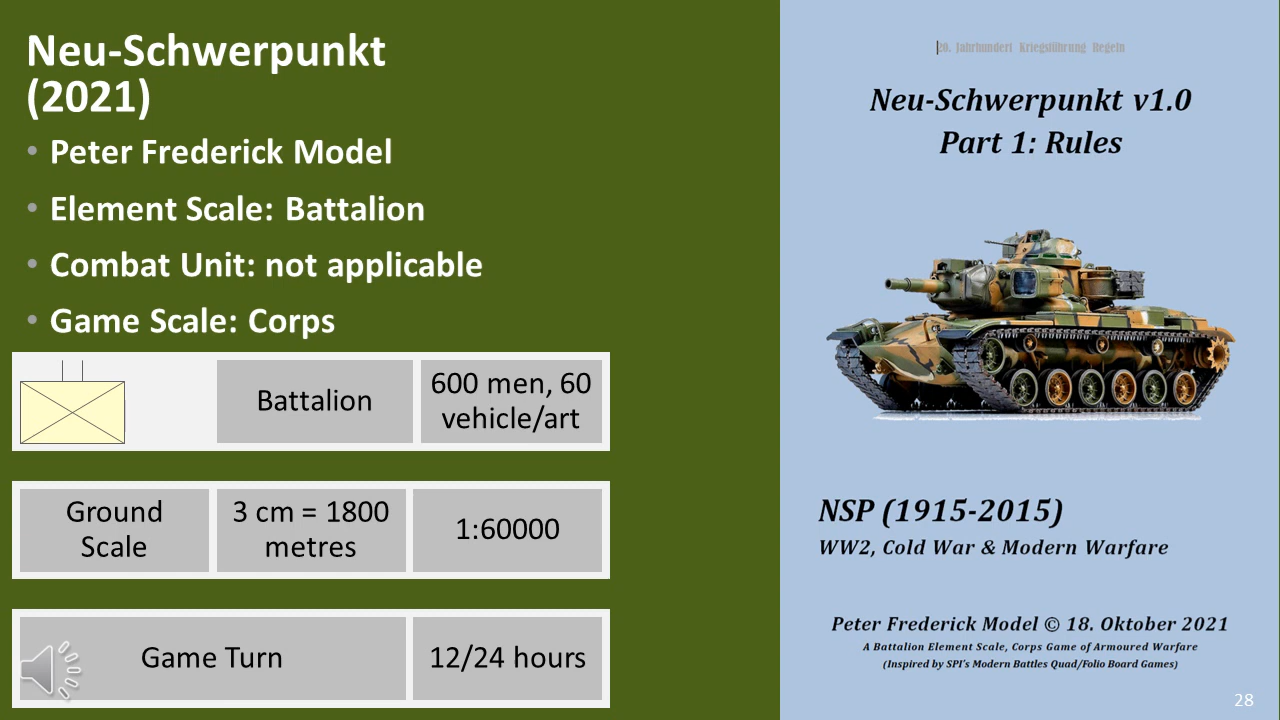 Neu-Schwerpunkt
(2021)
• Peter Frederick Model
• Element Scale: Battalion
• Combat Unit: not applicable
• Game Scale: Corps
Battalion
600 men, 60
vehicle/art
Ground
Scale
3 cm = 1800
metres
1:60000
Game Turn
12/24 hours
20. Jahrhundert Kriegsführung Regeln
Neu-Schwerpunkt v1.0
Part 1: Rules
NSP (1915-2015)
WW2, Cold War & Modern Warfare
Peter Frederick Model © 18. Oktober 2021
A Battalion Element Scale, Corps Game of Armoured Warfare
(Inspired by SPI's Modern Battles Quad/Folio Board Games)
28